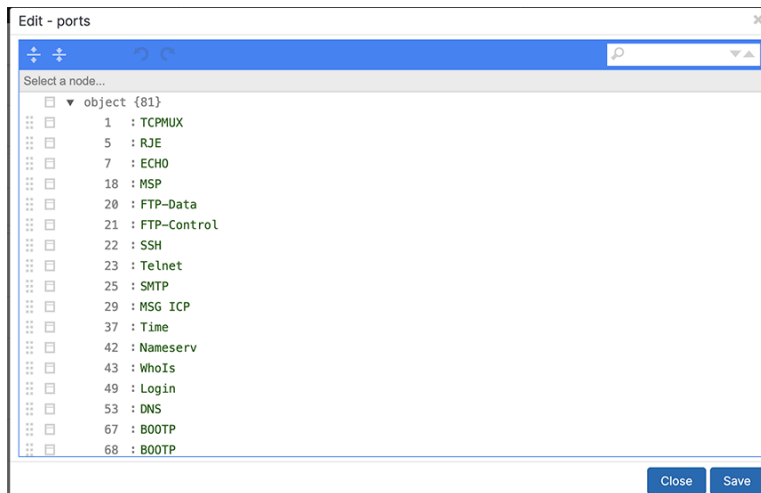 Edit - ports
Select a node...
object {81}
1 : TCPMUX
5 : RJE
7 : ECHO
18 : MSP
20 : FTP-Data
21 : FTP-Control
22 : SSH
23 : Telnet
25 : SMTP
29 : MSG ICP
37 : Time
42 : Nameserv
43 : WhoIs
49 : Login
53 : DNS
67 : BOOTP
68 : BOOTP
Close Save